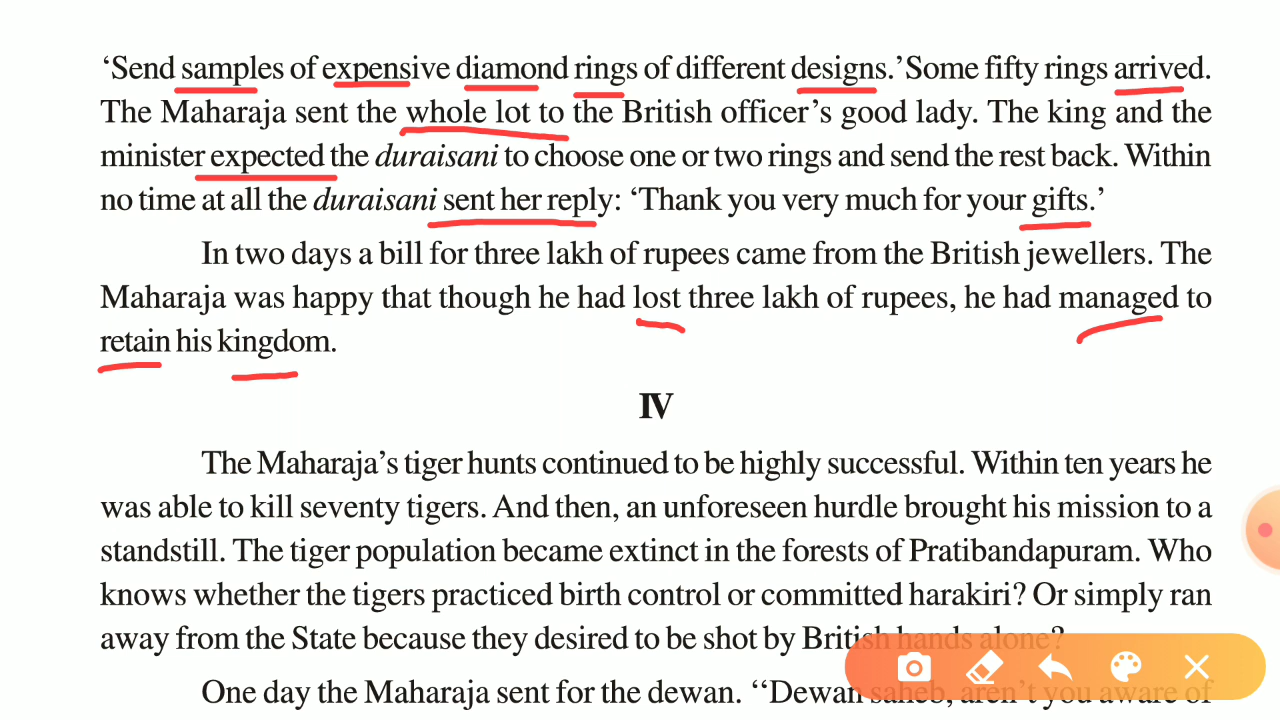 ‘Send samples of expensive diamond rings of different designs.’Some fifty rings arrived.
The Maharaja sent the whole lot to the British officer’s good lady. The king and the
minister expected the duraisani to choose one or two rings and send the rest back. Within
no time at all the duraisani sent her reply: ‘Thank you very much for your gifts.’
In two days a bill for three lakh of rupees came from the British jewellers. The
Maharaja was happy that though he had lost three lakh of rupees, he had managed to
retain his kingdom.
IV
The Maharaja’s tiger hunts continued to be highly successful. Within ten years he
was able to kill seventy tigers. And then, an unforeseen hurdle brought his mission to a
standstill. The tiger population became extinct in the forests of Pratibandapuram. Who
knows whether the tigers practiced birth control or committed harakiri? Or simply ran
away from the State because they desired to be shot by British hands alone?
One day the Maharaja sent for the dewan. ‘‘Dewan saheb, aren’t you aware of